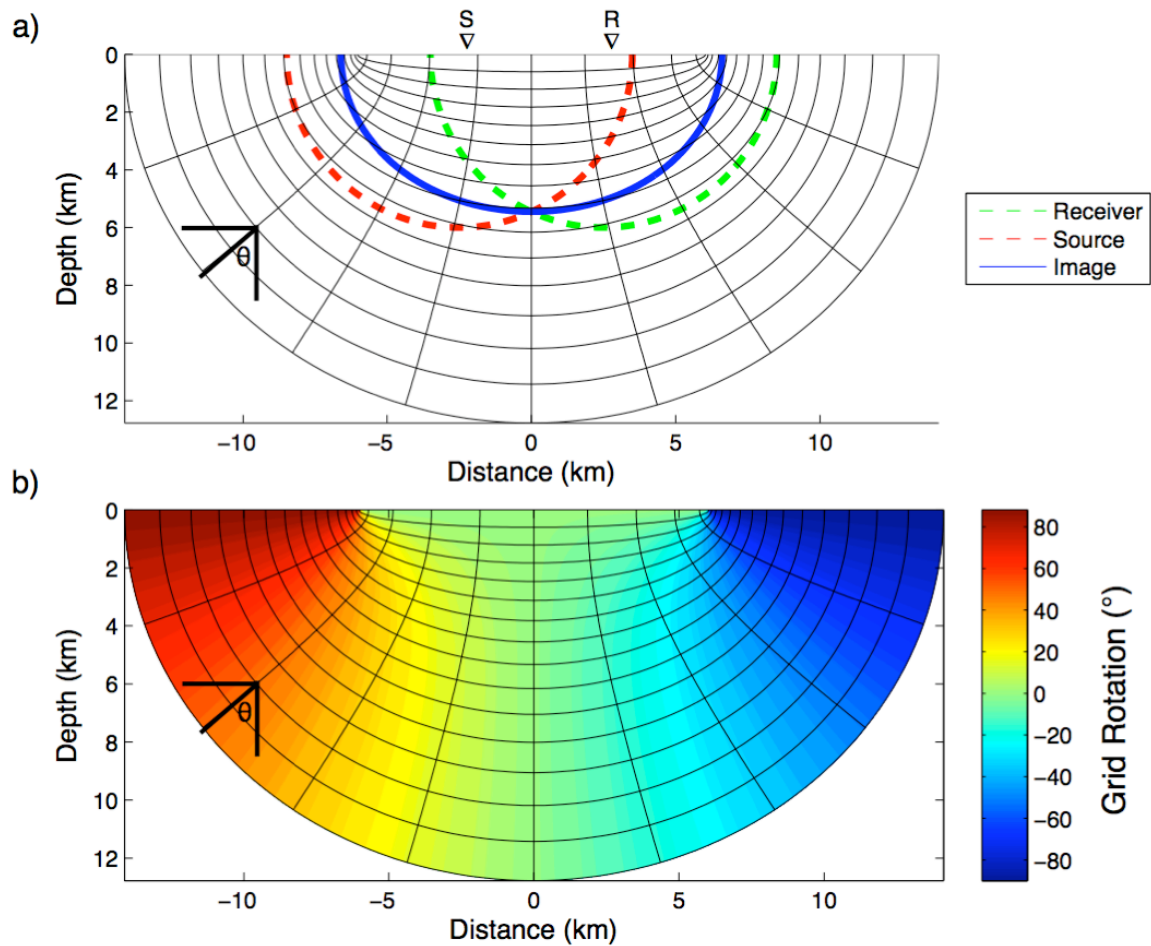 a)
S R
0
2
4
6
8
10
12
Depth (km)
θ
−10 −5 0 5 10
Distance (km)
Receiver
Source
Image
b)
0
2
4
6
8
10
12
Depth (km)
θ
−10 −5 0 5 10
Distance (km)
80
60
40
20
0
−20
−40
−60
−80
Grid Rotation (°)